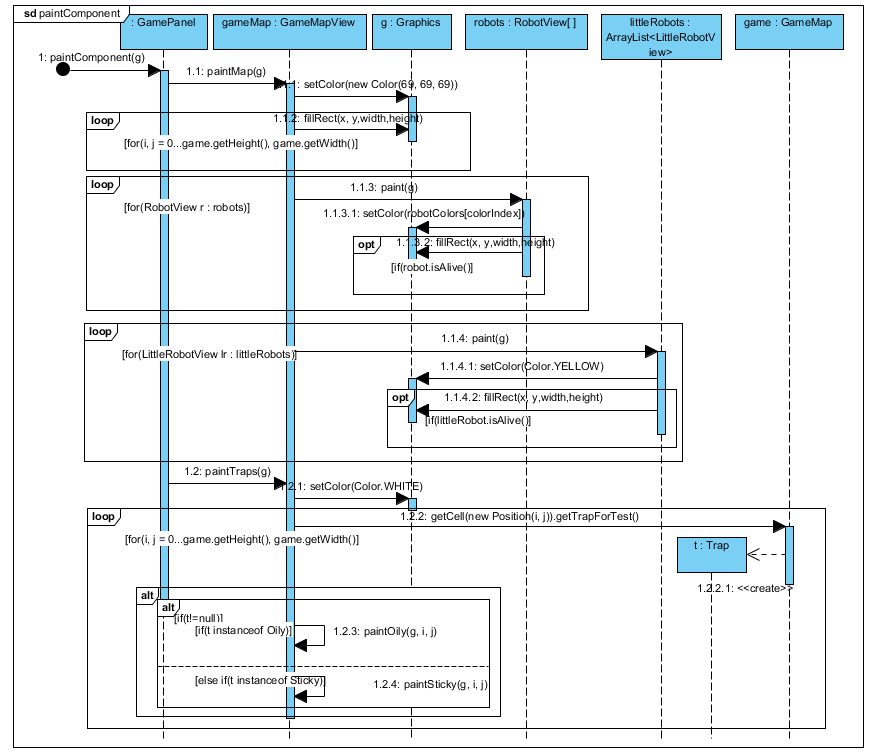 sd paintComponent
: GamePanel
gameMap : GameMapView
g : Graphics
robots : RobotView[ ]
littleRobots :
ArrayList<LittleRobotV
iew>
game : GameMap
1: paintComponent(g)
1.1: paintMap(g)
1.1.1: setColor(new Color(69, 69, 69))
loop
1.1.2: fillRect(x, y,width,height)
[for(i, j = 0...game.getHeight(), game.getWidth()]
loop
1.1.3: paint(g)
[for(RobotView r : robots)]
1.1.3.1: setColor(robotColors[colorIndex])
opt
1.1.3.2: fillRect(x, y,width,height)
[if(robot.isAlive()]
loop
1.1.4: paint(g)
[for(LittleRobotView lr : littleRobots)]
1.1.4.1: setColor(Color.YELLOW)
opt
1.1.4.2: fillRect(x, y,width,height)
[if(littleRobot.isAlive()]
1.2: paintTraps(g)
1.2.1: setColor(Color.WHITE)
loop
1.2.2: getCell(new Position(i, j)).getTrapForTest()
[for(i, j = 0...game.getHeight(), game.getWidth()]
t : Trap
1.2.2.1: <<create>>
alt
alt
[if(t!=null)]
[if(t instanceof Oily)]
1.2.3: paintOily(g, i, j)
[else if(t instanceof Sticky)]
1.2.4: paintSticky(g, i, j)